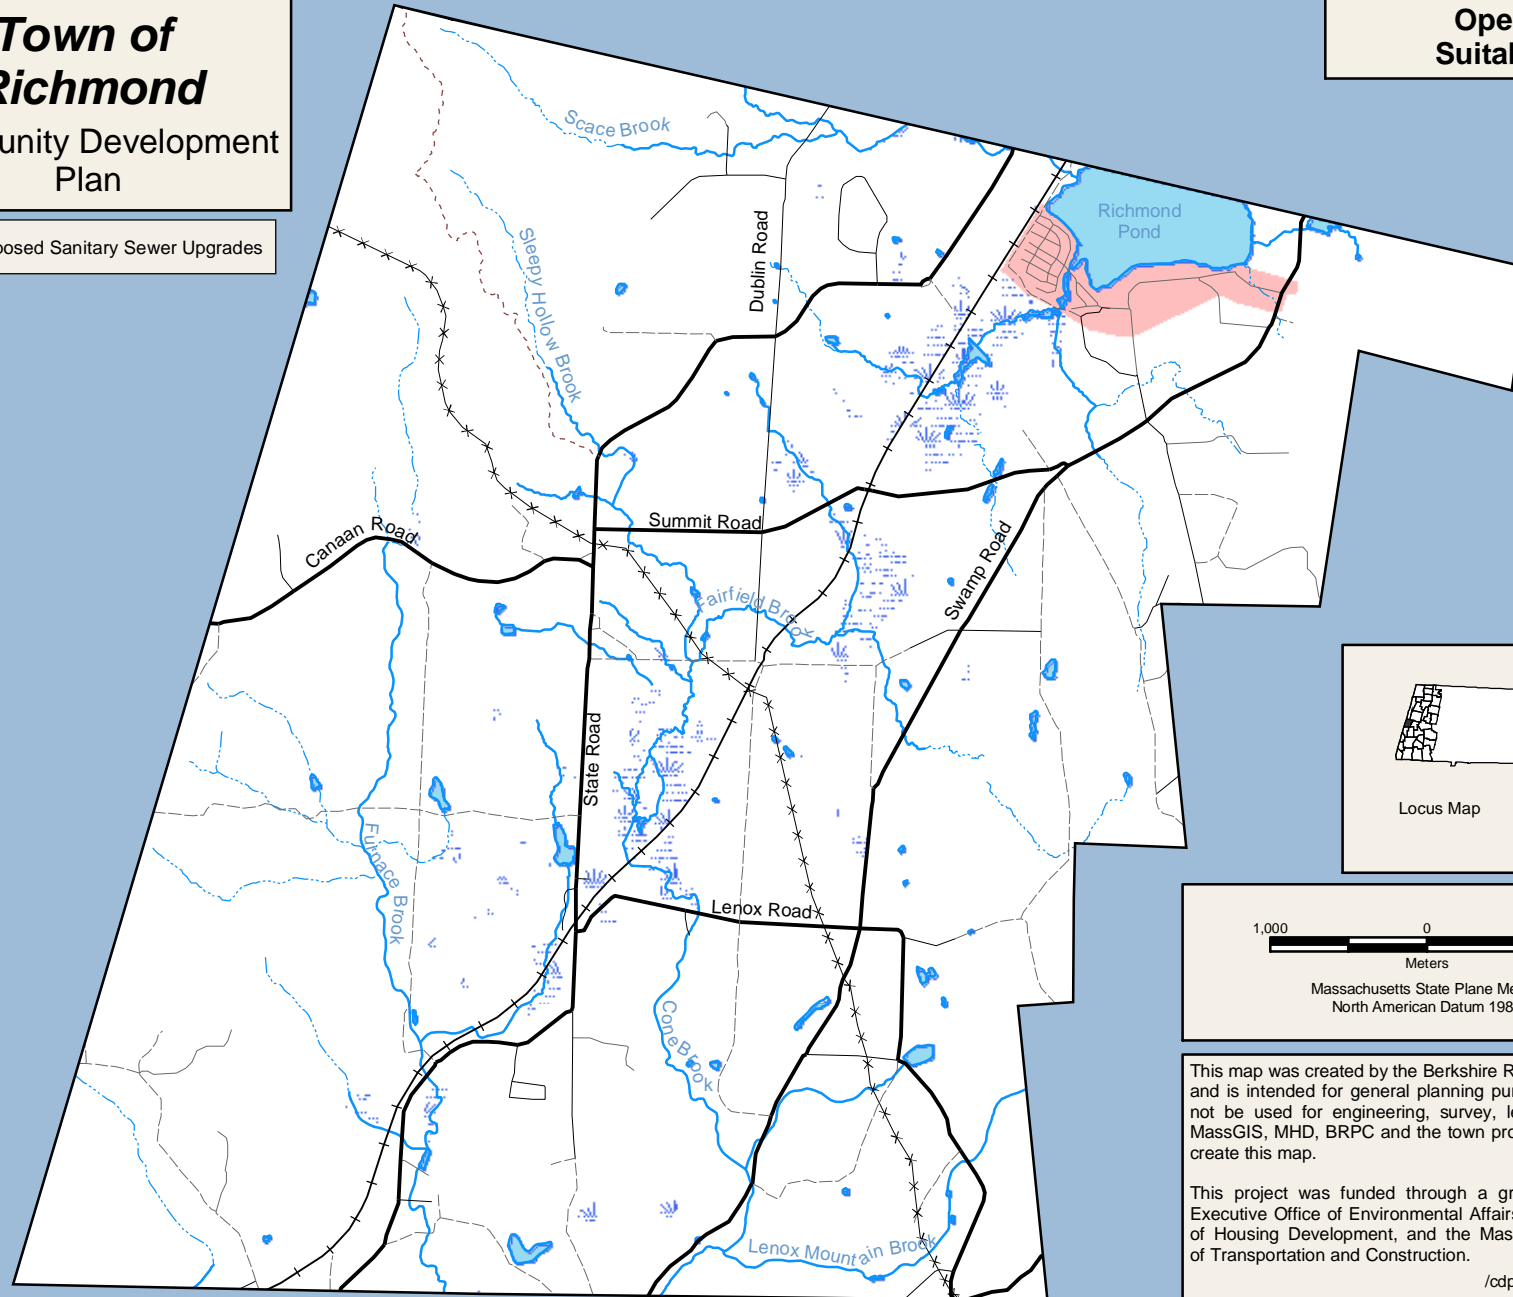 Town of
Richmond
unity Development
Plan
osed Sanitary Sewer Upgrades
Scace Brook
Sleepy Hollow Brook
Dublin Road
Richmond
Pond
Canaan Road
Summit Road
Swamp Road
Fairfield Brook
State Road
Furnace Brook
Lenox Road
Cone Brook
Lenox Mountain Brook
Locus Map
1,000 0
Meters
Massachusetts State Plane Me
North American Datum 198
This map was created by the Berkshire R
and is intended for general planning pu
not be used for engineering, survey, le
MassGIS, MHD, BRPC and the town pro
create this map.
This project was funded through a gr
Executive Office of Environmental Affairs
of Housing Development, and the Mas
of Transportation and Construction.
/cdp